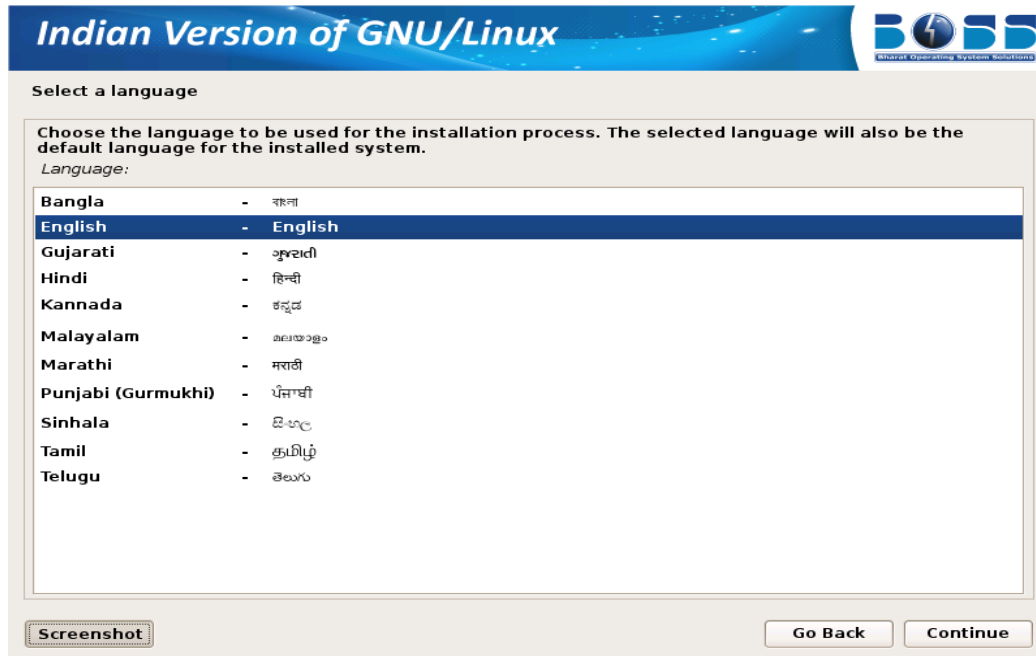 Indian Version of GNU/Linux
BOSS
Bharat Operating System Solutions
Select a language
Choose the language to be used for the installation process. The selected language will also be the
default language for the installed system.
Language:
Bangla - বাংলা
English - English
Gujarati - ગુજરાતી
Hindi - हिन्दी
Kannada - ಕನ್ನಡ
Malayalam - മലയാളം
Marathi - मराठी
Punjabi (Gurmukhi) - ਪੰਜਾਬੀ
Sinhala - සිංහල
Tamil - தமிழ்
Telugu - తెలుగు
Screenshot Go Back Continue